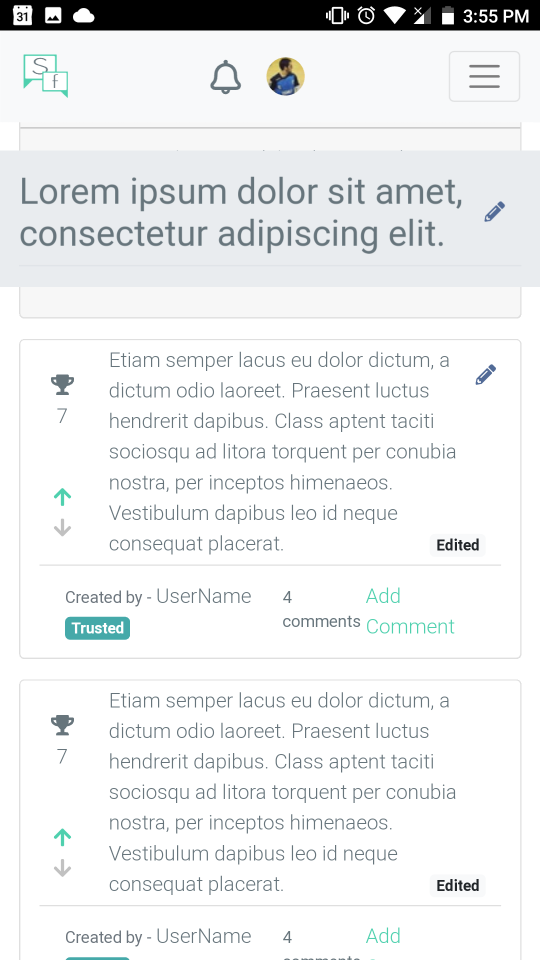 31
3:55 PM
S
f
Lorem ipsum dolor sit amet,
consectetur adipiscing elit.
Etiam semper lacus eu dolor dictum, a
dictum odio laoreet. Praesent luctus
hendrerit dapibus. Class aptent taciti
sociosqu ad litora torquent per conubia
nostra, per inceptos himenaeos.
Vestibulum dapibus leo id neque
consequat placerat.
7
Edited
Created by - UserName
Trusted
4
comments
Add
Comment
Etiam semper lacus eu dolor dictum, a
dictum odio laoreet. Praesent luctus
hendrerit dapibus. Class aptent taciti
sociosqu ad litora torquent per conubia
nostra, per inceptos himenaeos.
Vestibulum dapibus leo id neque
consequat placerat.
7
Edited
Created by - UserName
4
Add